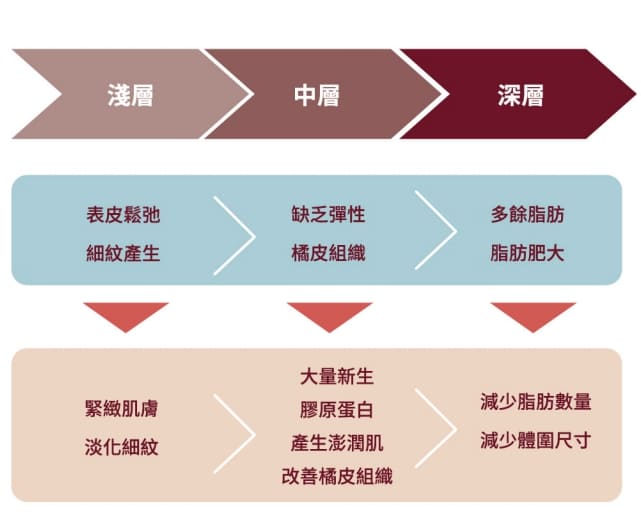 淺層
中層
深層
表皮鬆弛
細紋產生
缺乏彈性
橘皮組織
多餘脂肪
脂肪肥大
緊緻肌膚
淡化細紋
大量新生
膠原蛋白
產生澎潤肌
改善橘皮組織
減少脂肪數量
減少體圍尺寸